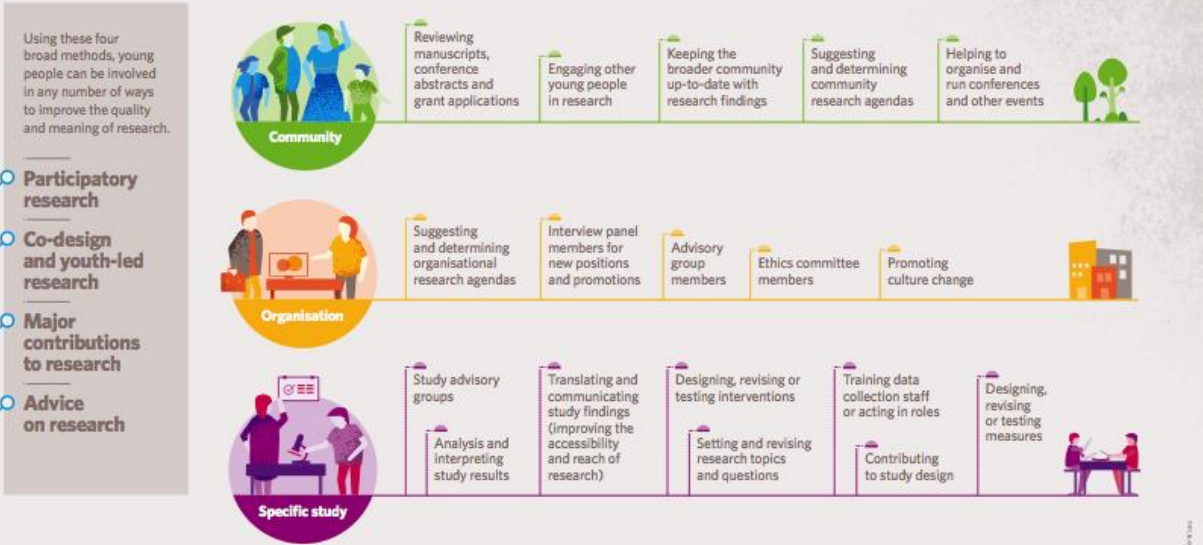 Using these four
broad methods, young
people can be involved
in any number of ways
to improve the quality
and meaning of research.
Participatory
research
Co-design
and youth-led
research
Major
contributions
to research
Advice
on research
Community
Reviewing
manuscripts,
conference
abstracts and
grant applications
Engaging other
young people
in research
Keeping the
broader community
up-to-date with
research findings
Suggesting
and determining
community
research agendas
Helping to
organise and
run conferences
and other events
Organisation
Suggesting
and determining
organisational
research agendas
Interview panel
members for
new positions
and promotions
Advisory
group
members
Ethics committee
members
Promoting
culture change
Specific study
Study advisory
groups
Analysis and
interpreting
study results
Translating and
communicating
study findings
(improving the
accessibility
and reach of
research)
Designing, revising or
testing interventions
Setting and revising
research topics
and questions
Training data
collection staff
or acting in roles
Contributing
to study design
Designing,
revising
or testing
measures